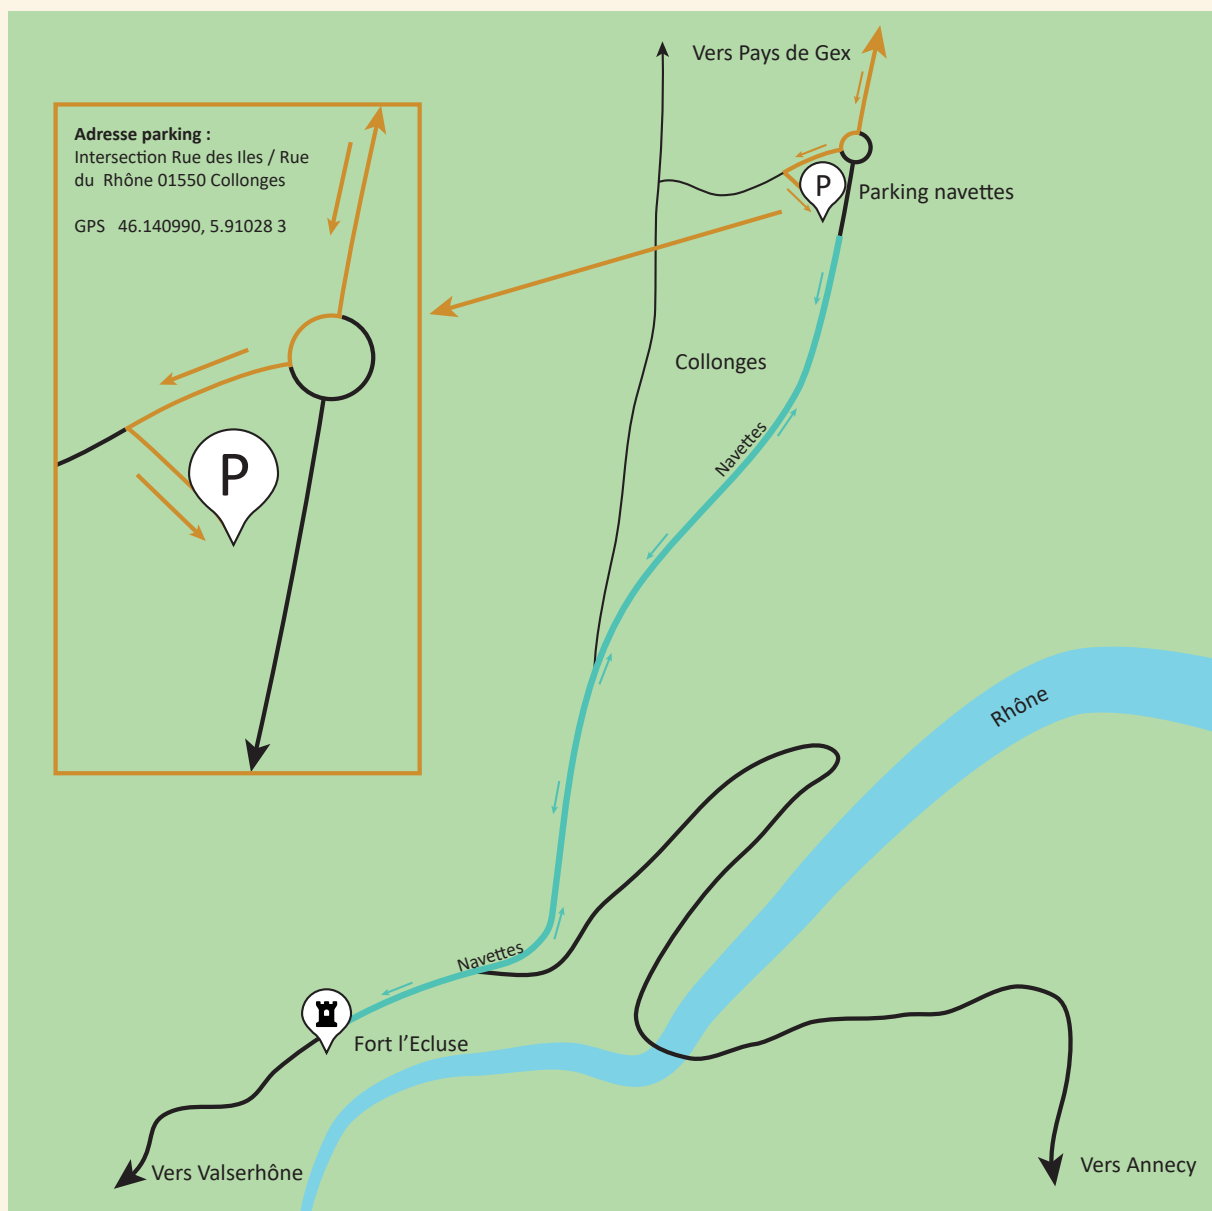 Vers Pays de Gex
Adresse parking :
Intersection Rue des Iles / Rue
du Rhône 01550 Collonges
GPS 46.140990, 5.91028 3
P
Parking navettes
Collonges
Navettes
P
Rhône
Navettes
Fort l'Ecluse
Vers Valserhône
Vers Annecy